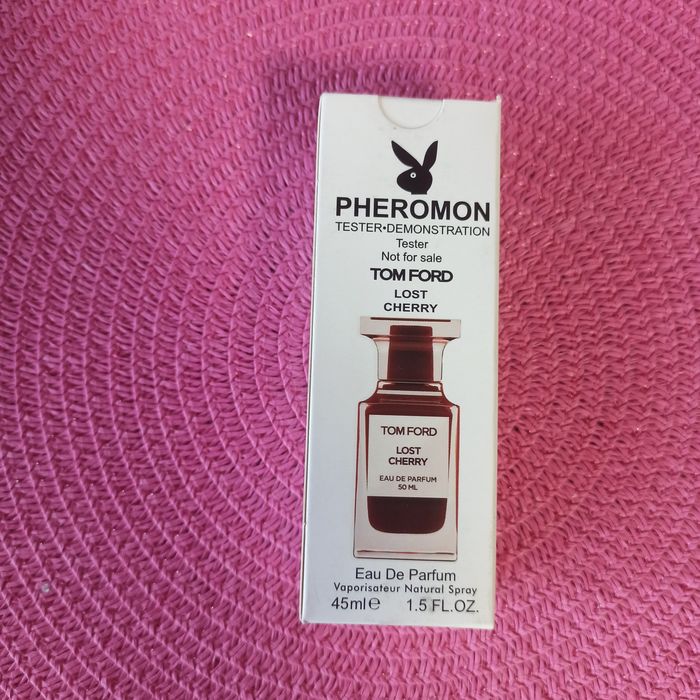 PHEROMON
TESTER•DEMONSTRATION
Tester
Not for sale
TOM FORD
LOST
CHERRY
TOM FORD
LOST
CHERRY
EAU DE PARFUM
50 ML
Eau De Parfum
Vaporisateur Natural Spray
45ml℮ 1.5 FL.OZ.